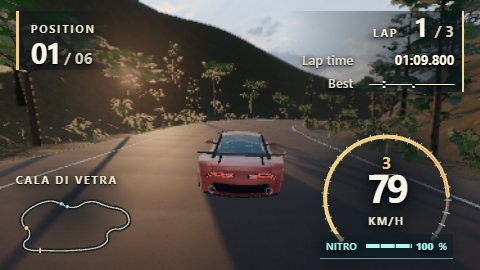 POSITION
01 / 06
LAP 1 / 3
Lap time 01:09.800
Best
CALA DI VETRA
3
79
KM/H
NITRO 100 %